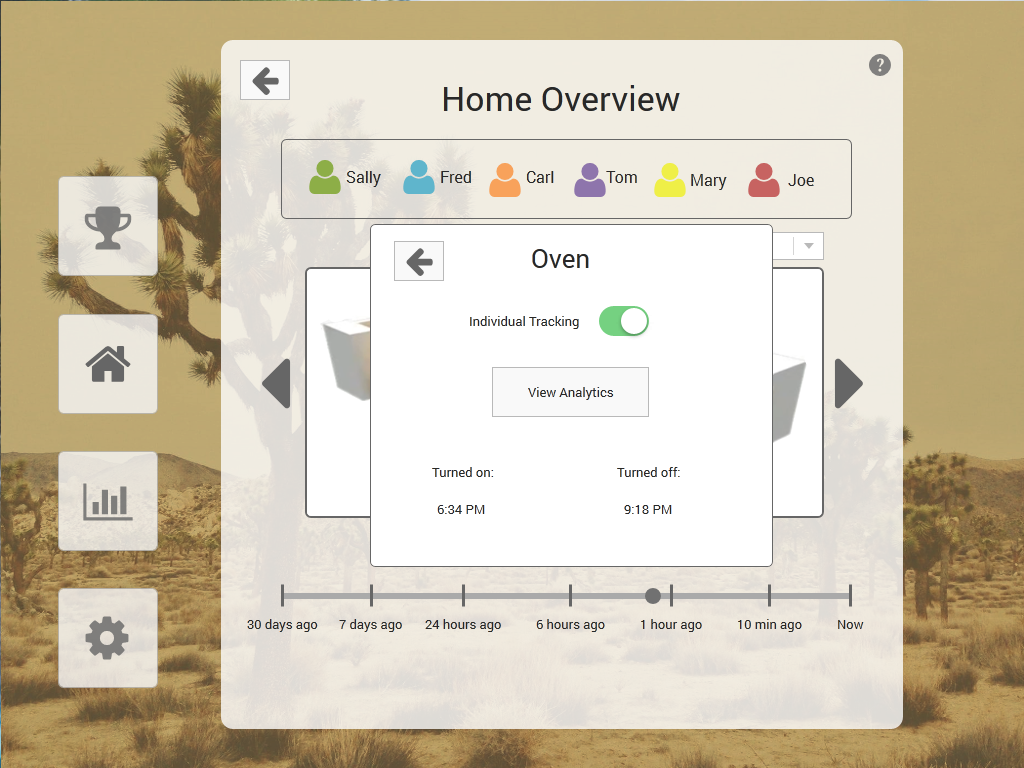 ?
Home Overview
Sally Fred Carl Tom Mary Joe
Oven
Individual Tracking
View Analytics
Turned on: Turned off:
6:34 PM 9:18 PM
30 days ago 7 days ago 24 hours ago 6 hours ago 1 hour ago 10 min ago Now